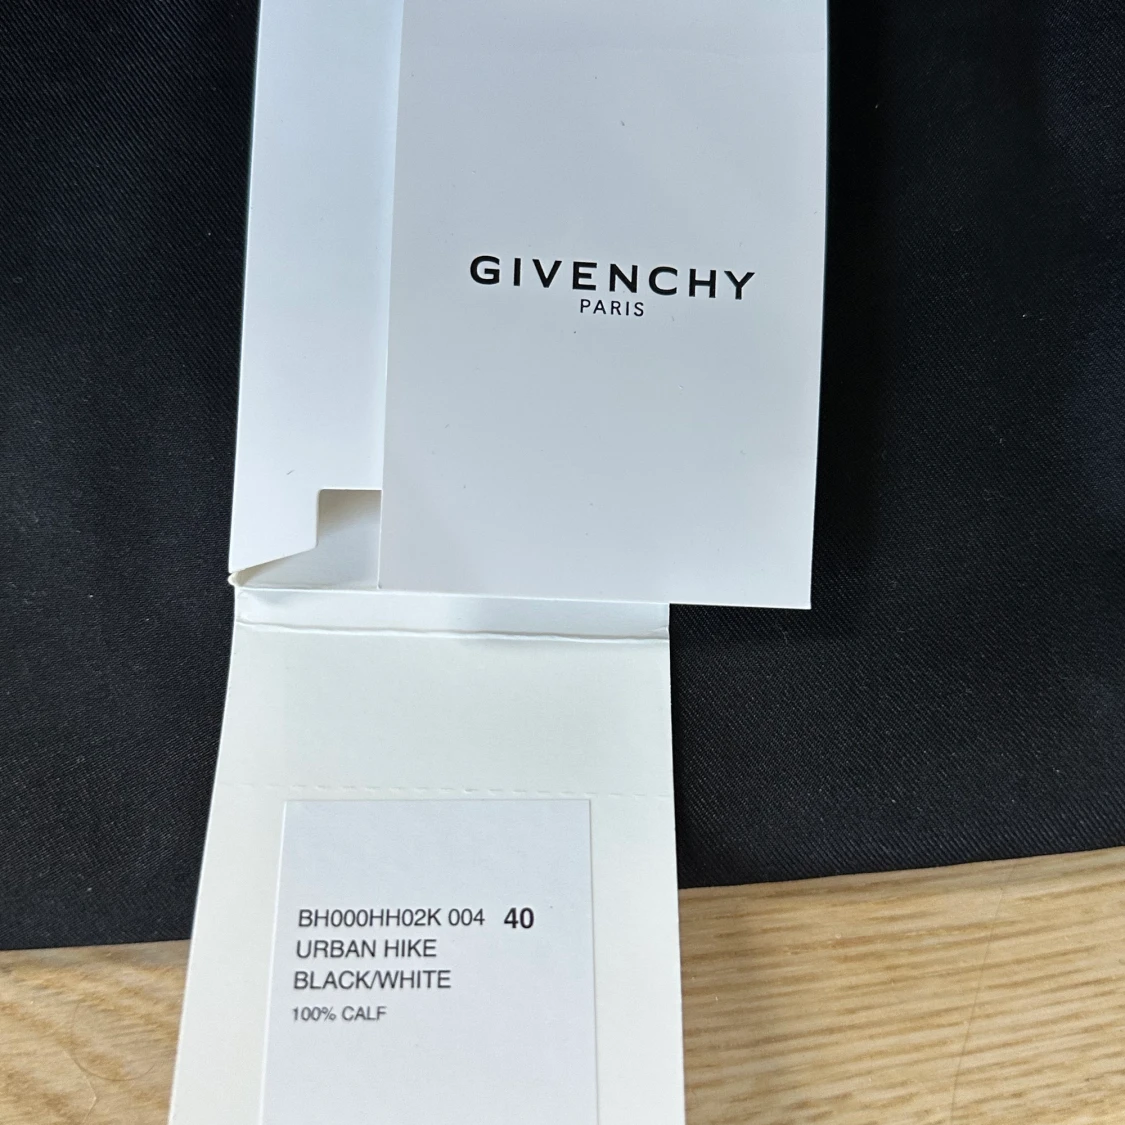 GIVENCHY
PARIS
BH000HH02K 004 40
URBAN HIKE
BLACK/WHITE
100% CALF